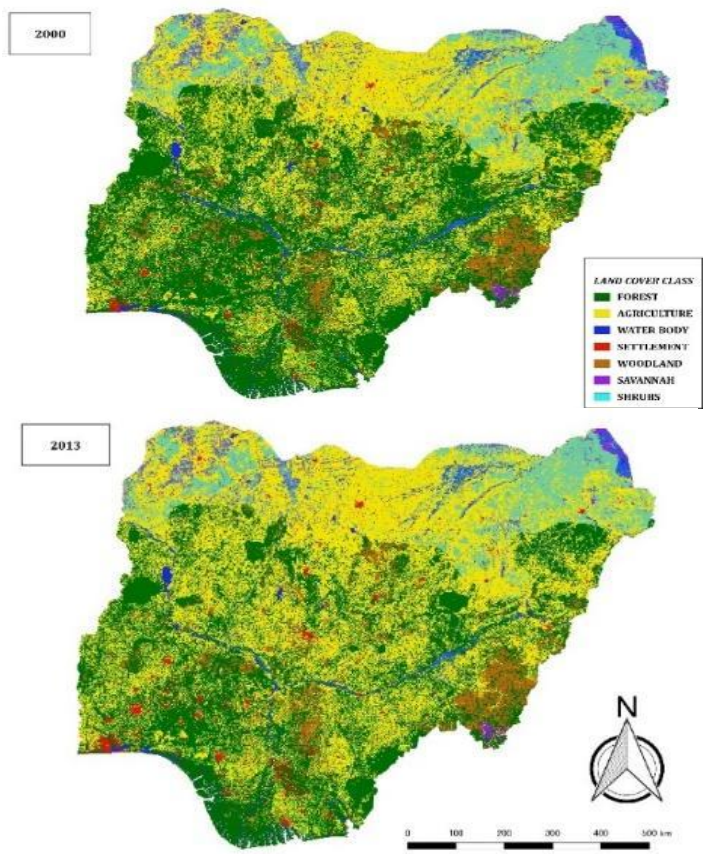 2000
LAND COVER CLASS
FOREST
AGRICULTURE
WATER BODY
SETTLEMENT
WOODLAND
SAVANNAH
SHRUBS
2013
N
0 100 200 300 400 500 km